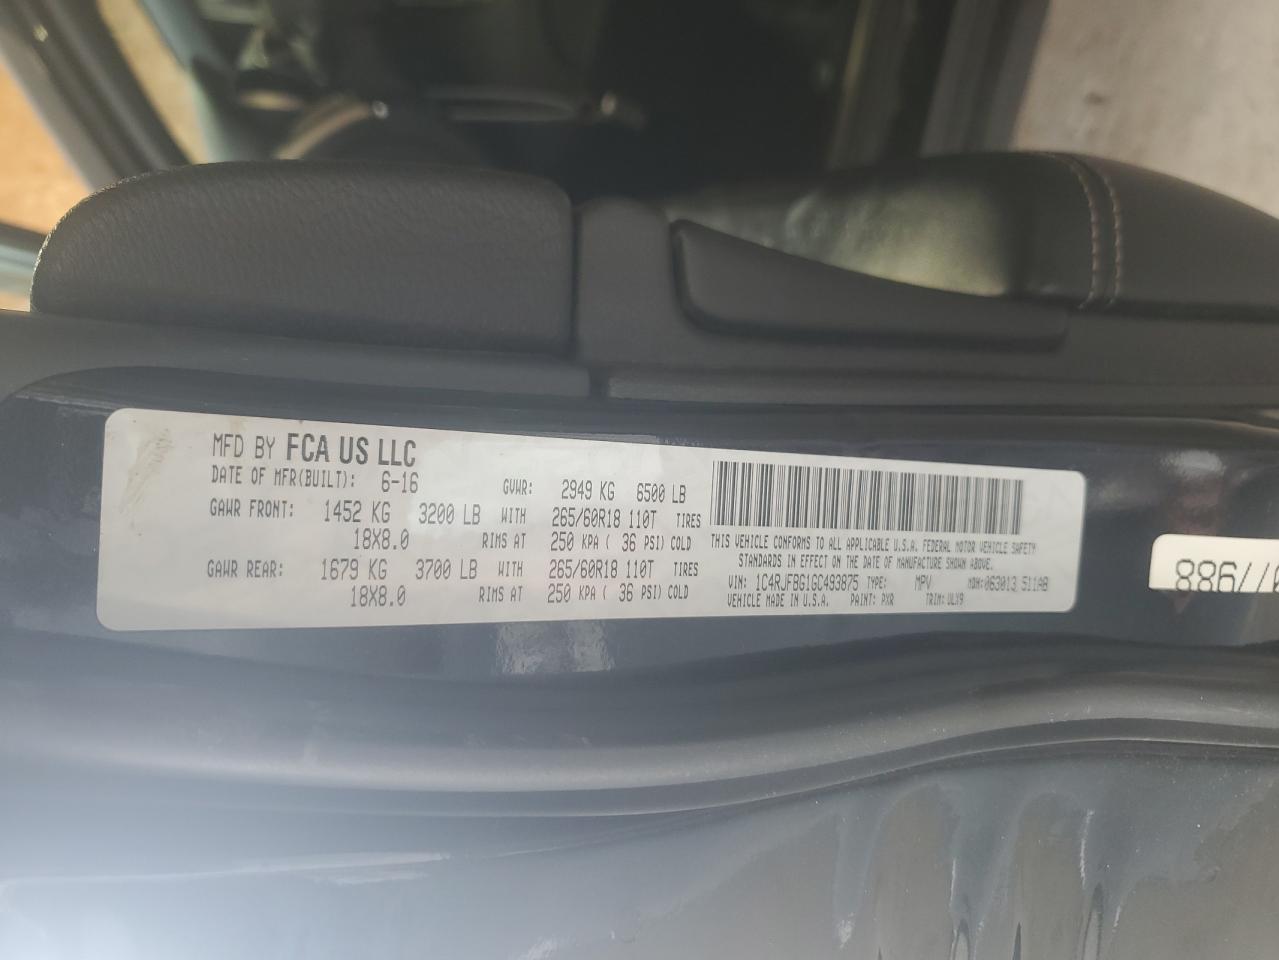 MFD BY FCA US LLC
DATE OF MFR(BUILT): 6-16 GVWR: 2949 KG 6500 LB
GAWR FRONT: 1452 KG 3200 LB WITH 265/60R18 110T TIRES
18X8.0 RIMS AT 250 KPA ( 36 PSI) COLD
GAWR REAR: 1679 KG 3700 LB WITH 265/60R18 110T TIRES
18X8.0 RIMS AT 250 KPA ( 36 PSI) COLD
THIS VEHICLE CONFORMS TO ALL APPLICABLE U.S.A. FEDERAL MOTOR VEHICLE SAFETY
STANDARDS IN EFFECT ON THE DATE OF MANUFACTURE SHOWN ABOVE.
VIN: 1C4RJFBG1GC493875 TYPE: MPV MDH: 063013 511AB
VEHICLE MADE IN U.S.A. PAINT: PXR TRIM: ULX9